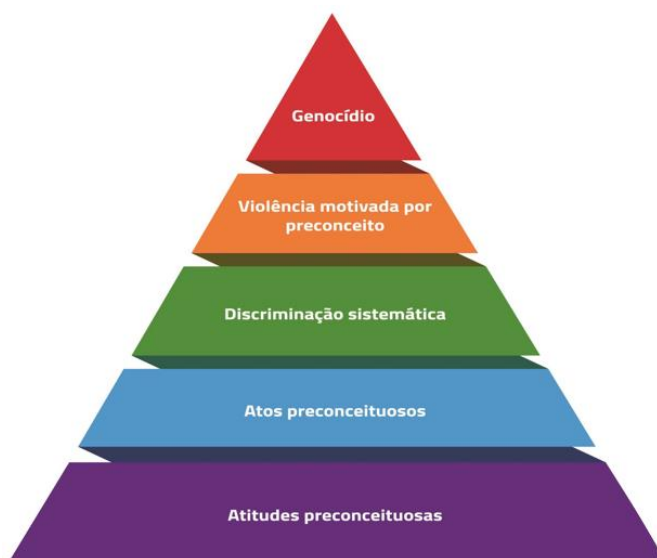 Genocídio
Violência motivada por
preconceito
Discriminação sistemática
Atos preconceituosos
Atitudes preconceituosas